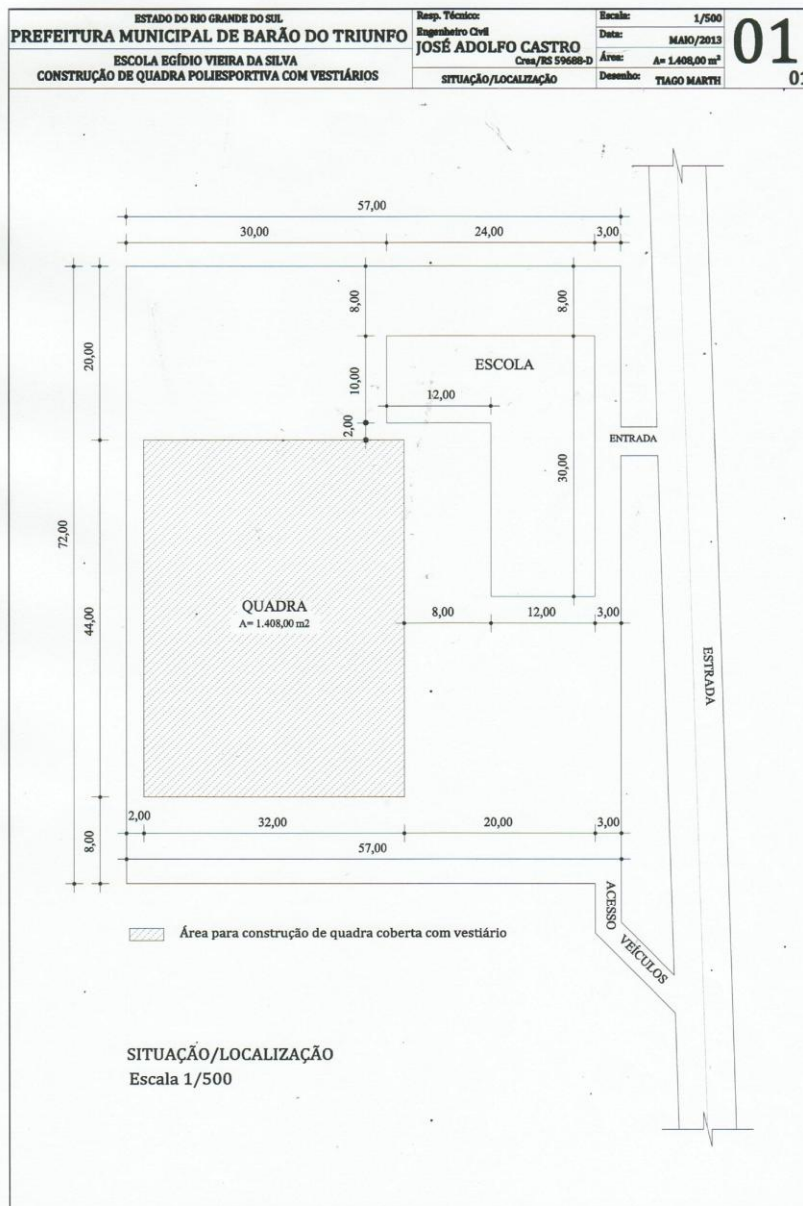 ESTADO DO RIO GRANDE DO SUL
PREFEITURA MUNICIPAL DE BARÃO DO TRIUNFO
ESCOLA EGÍDIO VIEIRA DA SILVA
CONSTRUÇÃO DE QUADRA POLIESPORTIVA COM VESTIÁRIOS
Resp. Técnico:
Engenheiro Civil
JOSÉ ADOLFO CASTRO
Crea/RS 59688-D
SITUAÇÃO/LOCALIZAÇÃO
Escala: 1/500
Data: MAIO/2013
Área: A= 1.408,00 m²
Desenho: TIAGO MARTH
01
01
57,00
30,00 24,00 3,00
8,00 8,00
20,00
10,00
ESCOLA
12,00
2,00
ENTRADA
30,00
72,00
44,00
QUADRA
A= 1.408,00 m2
8,00 12,00 3,00
ESTRADA
2,00 32,00 20,00 3,00
8,00
57,00
ACESSO
VEÍCULOS
Área para construção de quadra coberta com vestiário
SITUAÇÃO/LOCALIZAÇÃO
Escala 1/500